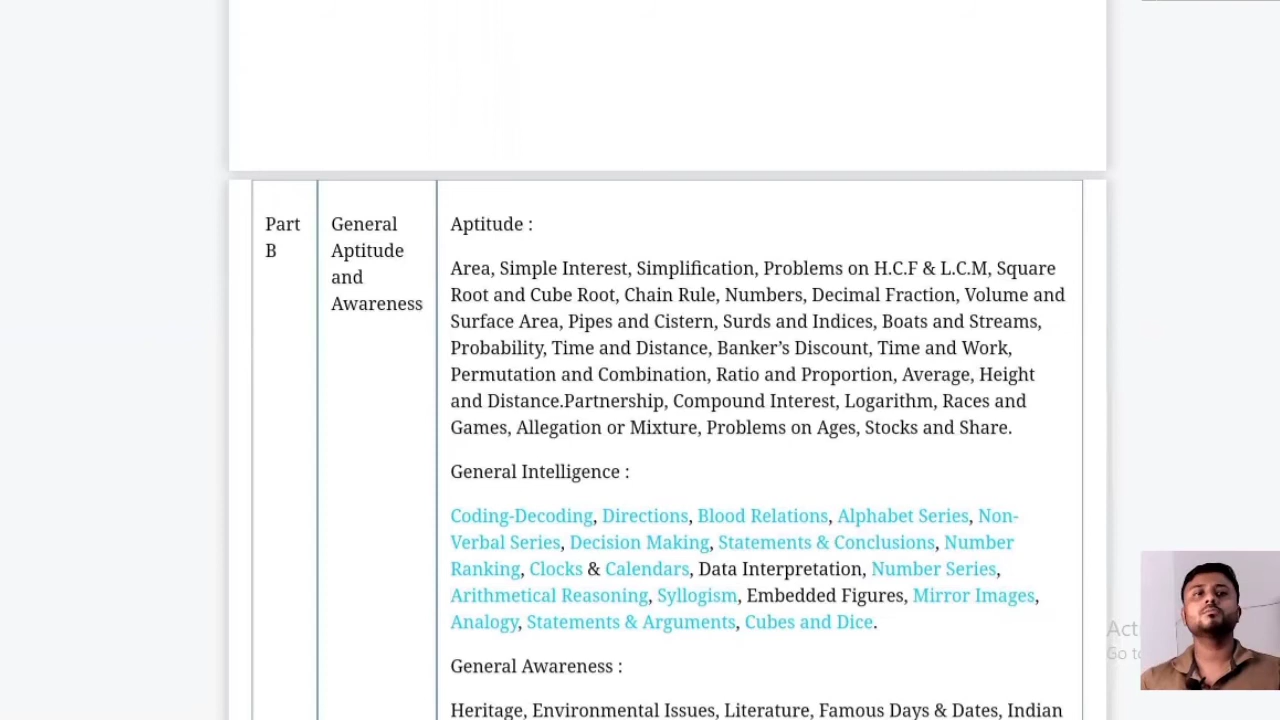 Part
B
General
Aptitude
and
Awareness
Aptitude :
Area, Simple Interest, Simplification, Problems on H.C.F & L.C.M, Square
Root and Cube Root, Chain Rule, Numbers, Decimal Fraction, Volume and
Surface Area, Pipes and Cistern, Surds and Indices, Boats and Streams,
Probability, Time and Distance, Banker’s Discount, Time and Work,
Permutation and Combination, Ratio and Proportion, Average, Height
and Distance.Partnership, Compound Interest, Logarithm, Races and
Games, Allegation or Mixture, Problems on Ages, Stocks and Share.
General Intelligence :
Coding-Decoding, Directions, Blood Relations, Alphabet Series, Non-
Verbal Series, Decision Making, Statements & Conclusions, Number
Ranking, Clocks & Calendars, Data Interpretation, Number Series,
Arithmetical Reasoning, Syllogism, Embedded Figures, Mirror Images,
Analogy, Statements & Arguments, Cubes and Dice.
General Awareness :
Heritage, Environmental Issues, Literature, Famous Days & Dates, Indian
Act
Go to